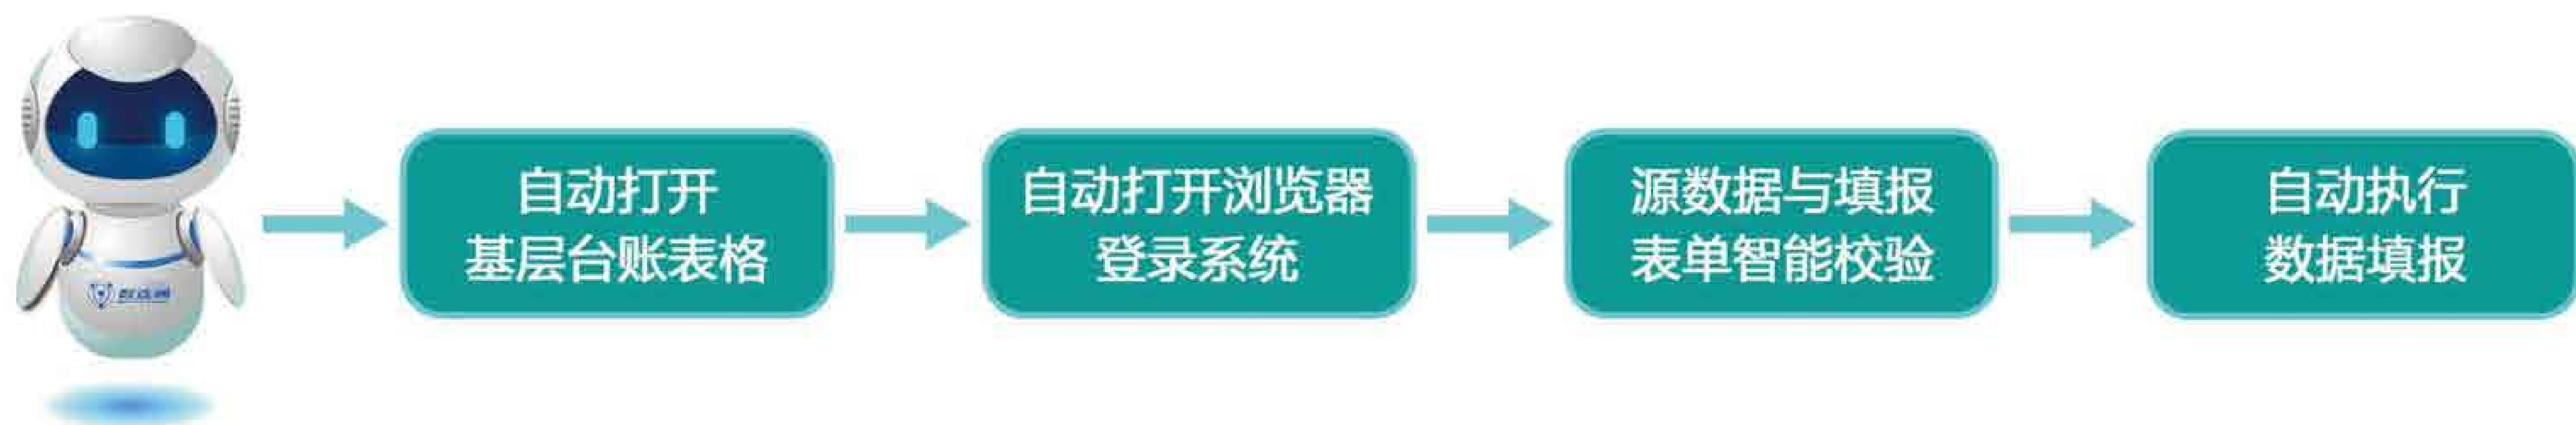 自动打开
基层台账表格
自动打开浏览器
登录系统
源数据与填报
表单智能校验
自动执行
数据填报